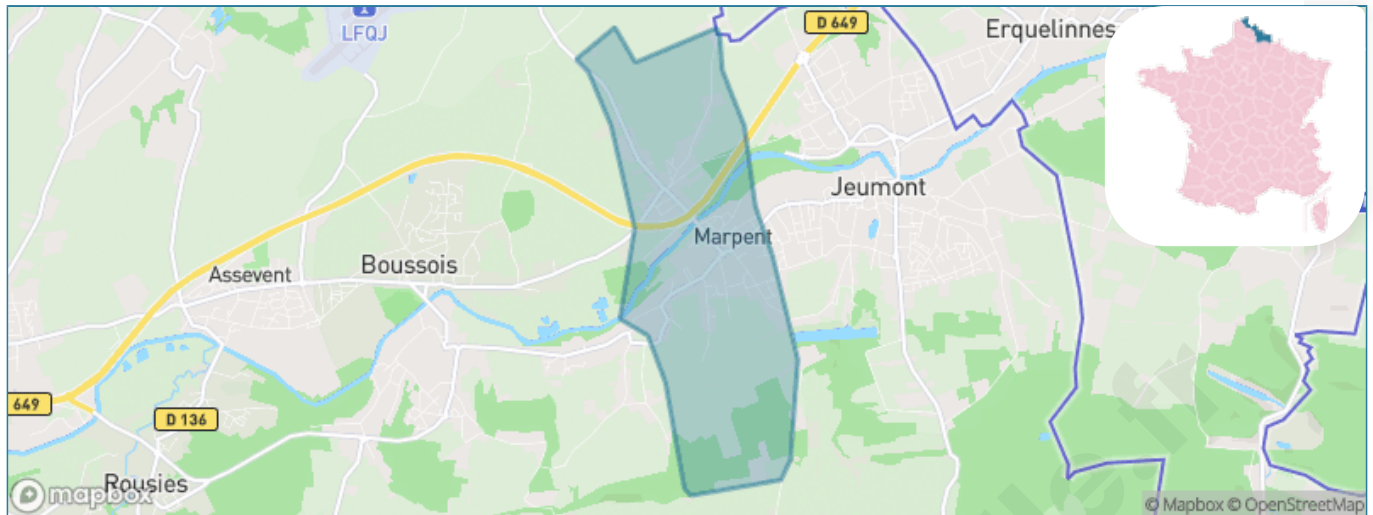 LFQJ
D 649
Erquelinnes
Jeumont
Marpent
Boussois
Assevent
649
D 136
Rousies
mapbox
© Mapbox © OpenStreetMap